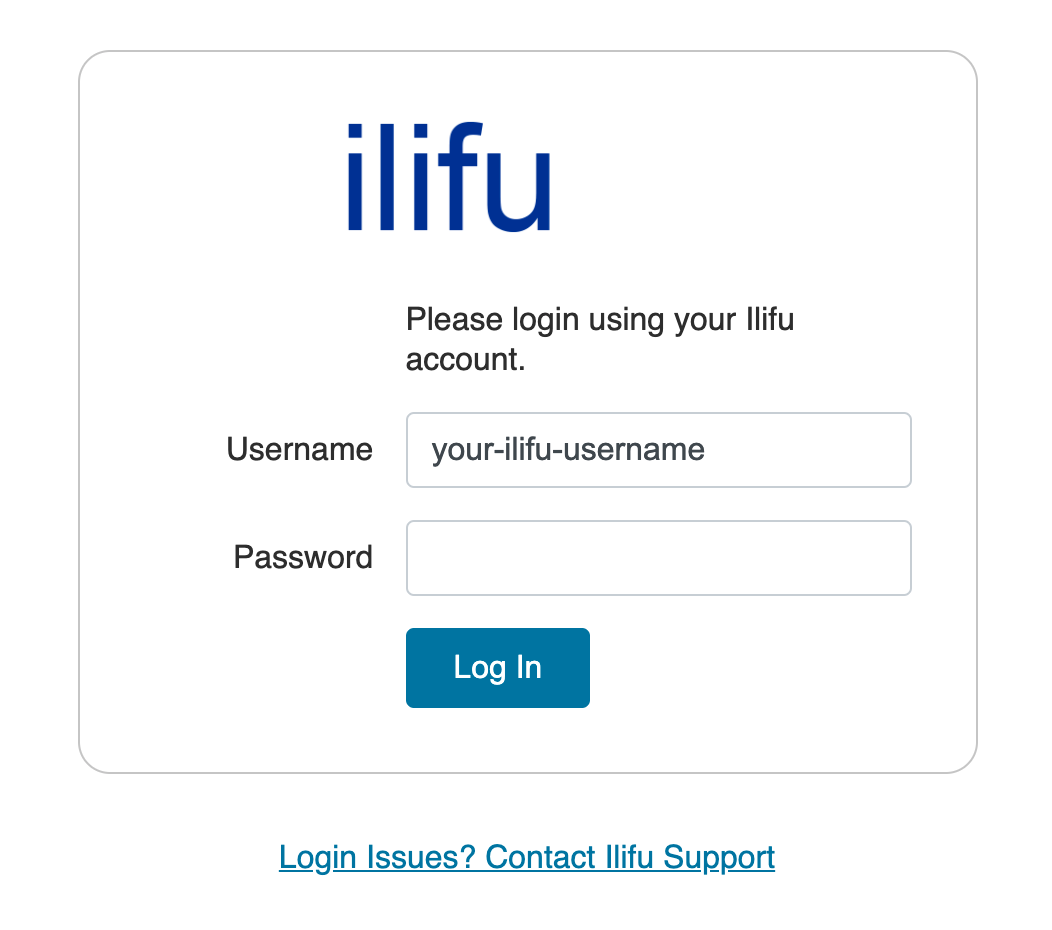 ilifu
Please login using your Ilifu
account.
Username
your-ilifu-username
Password
Log In
Login Issues? Contact Ilifu Support